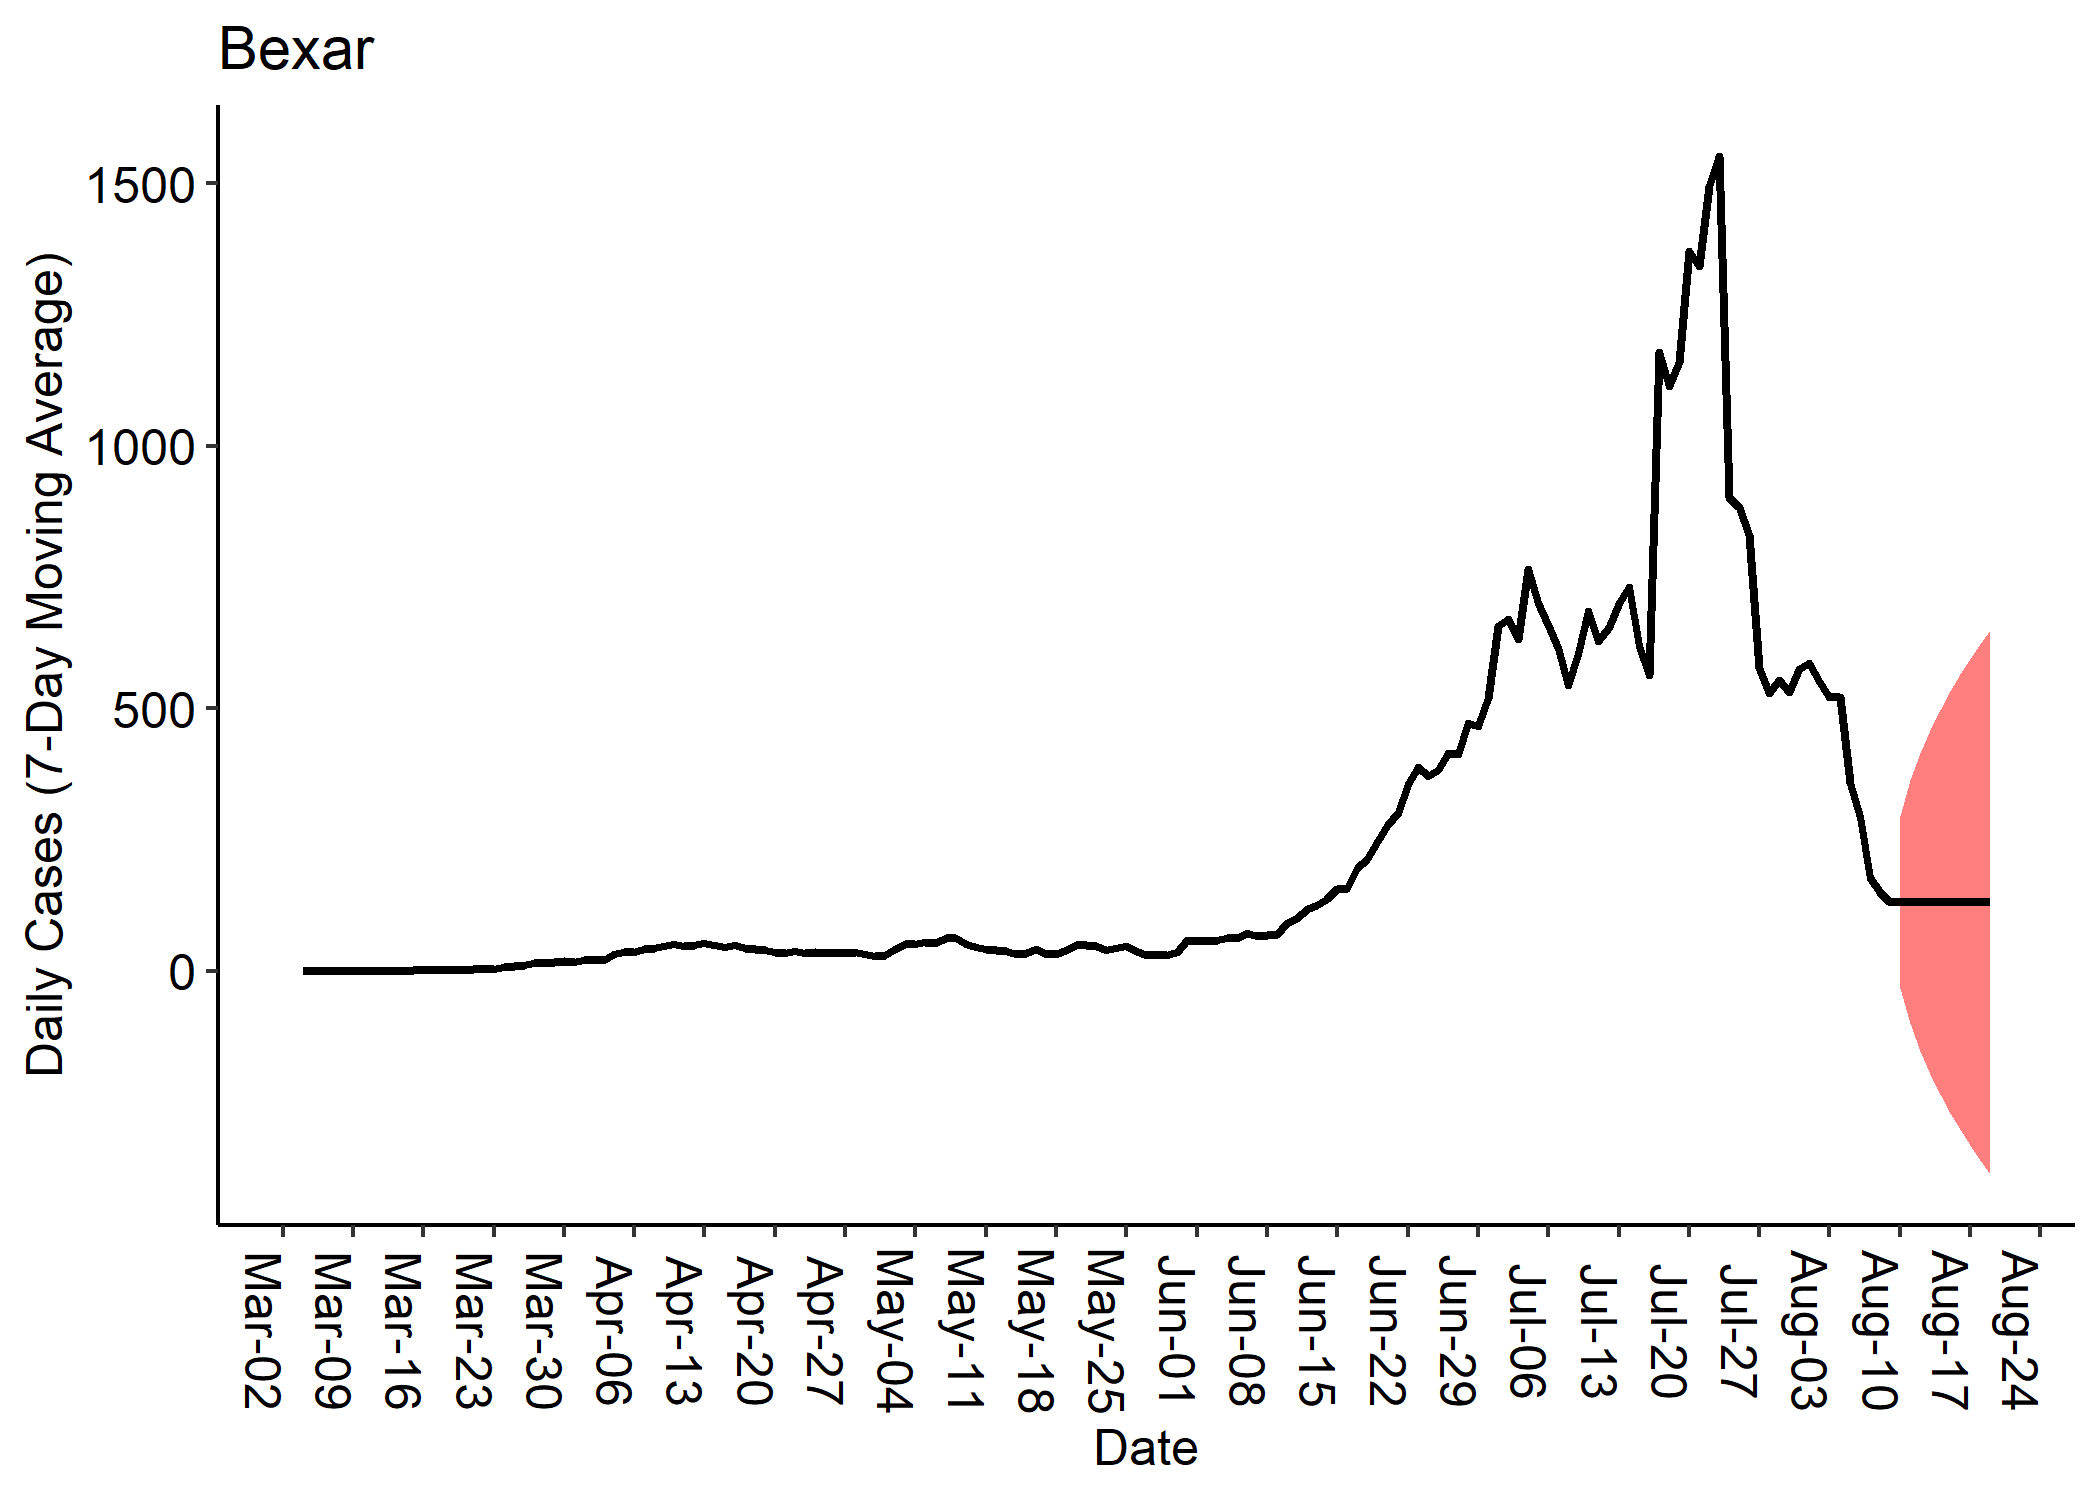 Bexar
Daily Cases (7-Day Moving Average)
1500
1000
500
0
Mar-02
Mar-09
Mar-16
Mar-23
Mar-30
Apr-06
Apr-13
Apr-20
Apr-27
May-04
May-11
May-18
May-25
Jun-01
Jun-08
Jun-15
Jun-22
Jun-29
Jul-06
Jul-13
Jul-20
Jul-27
Aug-03
Aug-10
Aug-17
Aug-24
Date